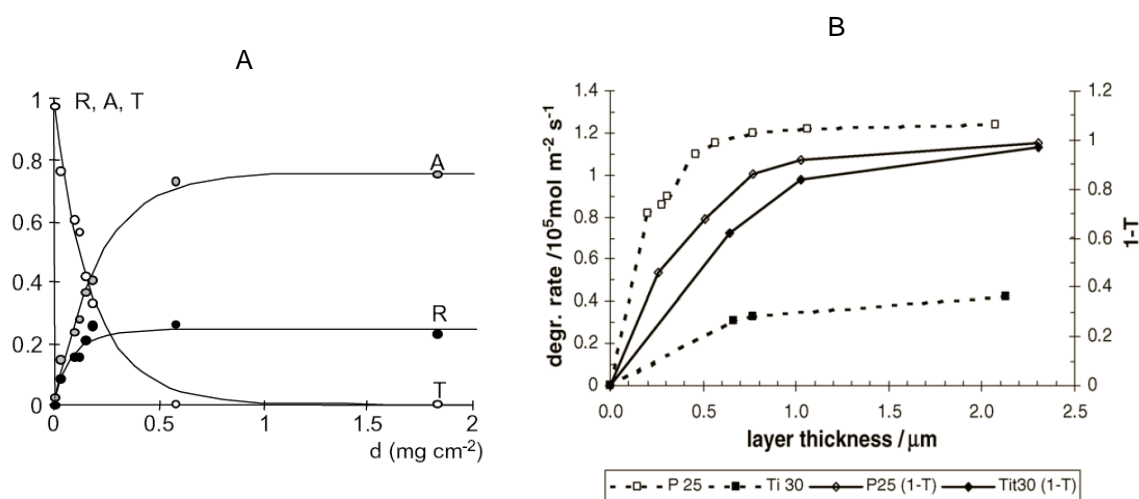 A
R, A, T
1
0.8
0.6
0.4
0.2
0
A
R
T
0
0.5
1
1.5
2
d (mg cm-2)
B
degr. rate /10⁵mol m⁻² s⁻¹
1.4
1.2
1
0.8
0.6
0.4
0.2
0
1.2
1
0.8
0.6
0.4
0.2
0
1-T
0.0
0.5
1.0
1.5
2.0
2.5
layer thickness / μm
P 25
Ti 30
P25 (1-T)
Tit30 (1-T)